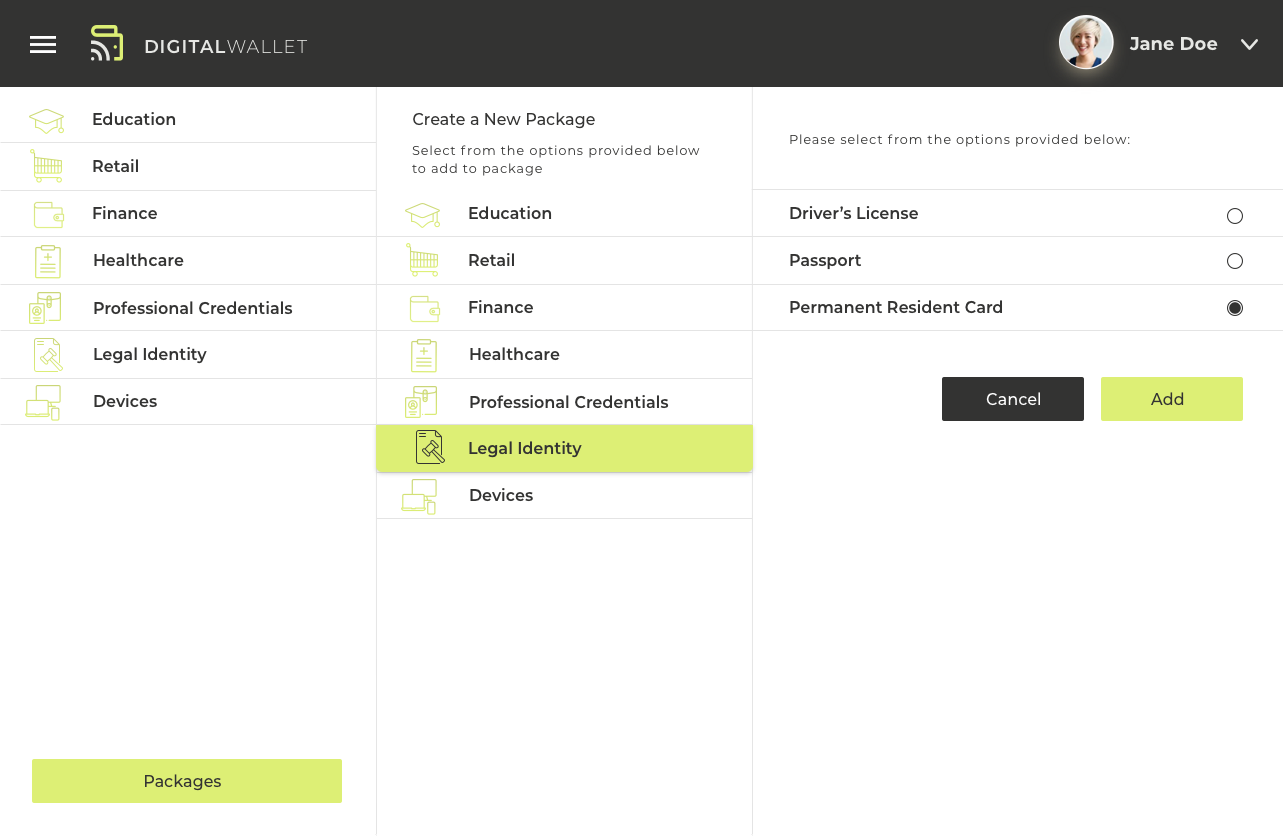 DIGITALWALLET
Jane Doe
Education
Retail
Finance
Healthcare
Professional Credentials
Legal Identity
Devices
Packages
Create a New Package
Select from the options provided below
to add to package
Education
Retail
Finance
Healthcare
Professional Credentials
Legal Identity
Devices
Please select from the options provided below:
Driver’s License
Passport
Permanent Resident Card
Cancel
Add